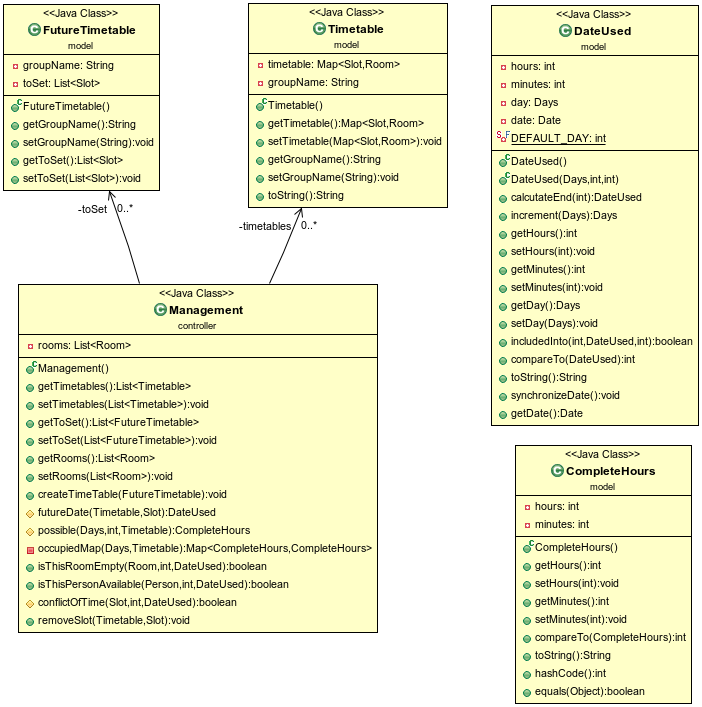 <<Java Class>>
C FutureTimetable
model
groupName: String
toSet: List<Slot>
FutureTimetable()
getGroupName():String
setGroupName(String):void
getToSet():List<Slot>
setToSet(List<Slot>):void
<<Java Class>>
C Timetable
model
timetable: Map<Slot,Room>
groupName: String
Timetable()
getTimetable():Map<Slot,Room>
setTimetable(Map<Slot,Room>):void
getGroupName():String
setGroupName(String):void
toString():String
<<Java Class>>
C DateUsed
model
hours: int
minutes: int
day: Days
date: Date
S F DEFAULT_DAY: int
DateUsed()
DateUsed(Days,int,int)
calcutateEnd(int):DateUsed
increment(Days):Days
getHours():int
setHours(int):void
getMinutes():int
setMinutes(int):void
getDay():Days
setDay(Days):void
includedInto(int,DateUsed,int):boolean
compareTo(DateUsed):int
toString():String
synchronizeDate():void
getDate():Date
-toSet 0..*
-timetables 0..*
<<Java Class>>
C Management
controller
rooms: List<Room>
Management()
getTimetables():List<Timetable>
setTimetables(List<Timetable>):void
getToSet():List<FutureTimetable>
setToSet(List<FutureTimetable>):void
getRooms():List<Room>
setRooms(List<Room>):void
createTimeTable(FutureTimetable):void
futureDate(Timetable,Slot):DateUsed
possible(Days,int,Timetable):CompleteHours
occupiedMap(Days,Timetable):Map<CompleteHours,CompleteHours>
isThisRoomEmpty(Room,int,DateUsed):boolean
isThisPersonAvailable(Person,int,DateUsed):boolean
conflictOfTime(Slot,int,DateUsed):boolean
removeSlot(Timetable,Slot):void
<<Java Class>>
C CompleteHours
model
hours: int
minutes: int
CompleteHours()
getHours():int
setHours(int):void
getMinutes():int
setMinutes(int):void
compareTo(CompleteHours):int
toString():String
hashCode():int
equals(Object):boolean